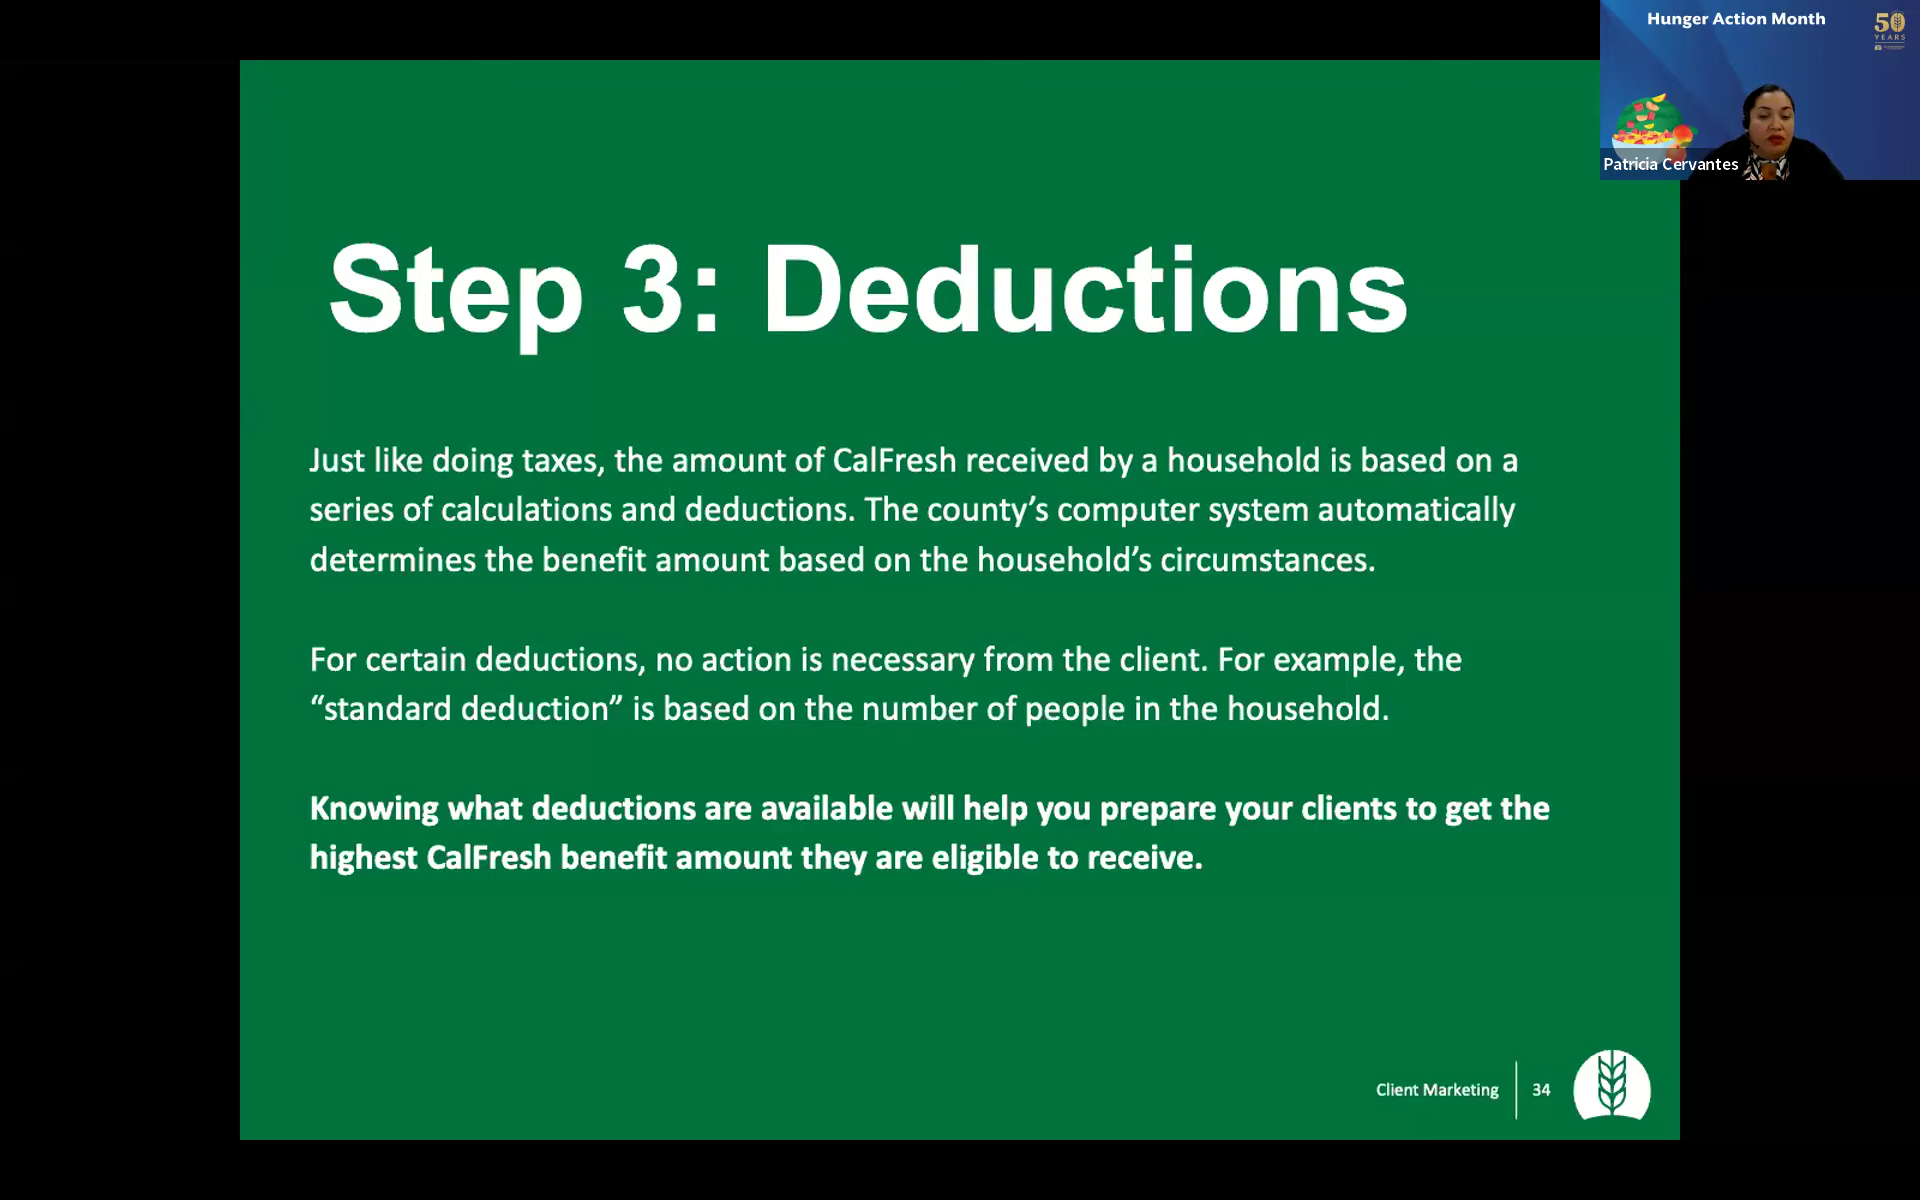 Hunger Action Month
50
YEARS
Patricia Cervantes
Step 3: Deductions
Just like doing taxes, the amount of CalFresh received by a household is based on a
series of calculations and deductions. The county’s computer system automatically
determines the benefit amount based on the household’s circumstances.
For certain deductions, no action is necessary from the client. For example, the
“standard deduction” is based on the number of people in the household.
Knowing what deductions are available will help you prepare your clients to get the
highest CalFresh benefit amount they are eligible to receive.
Client Marketing
34